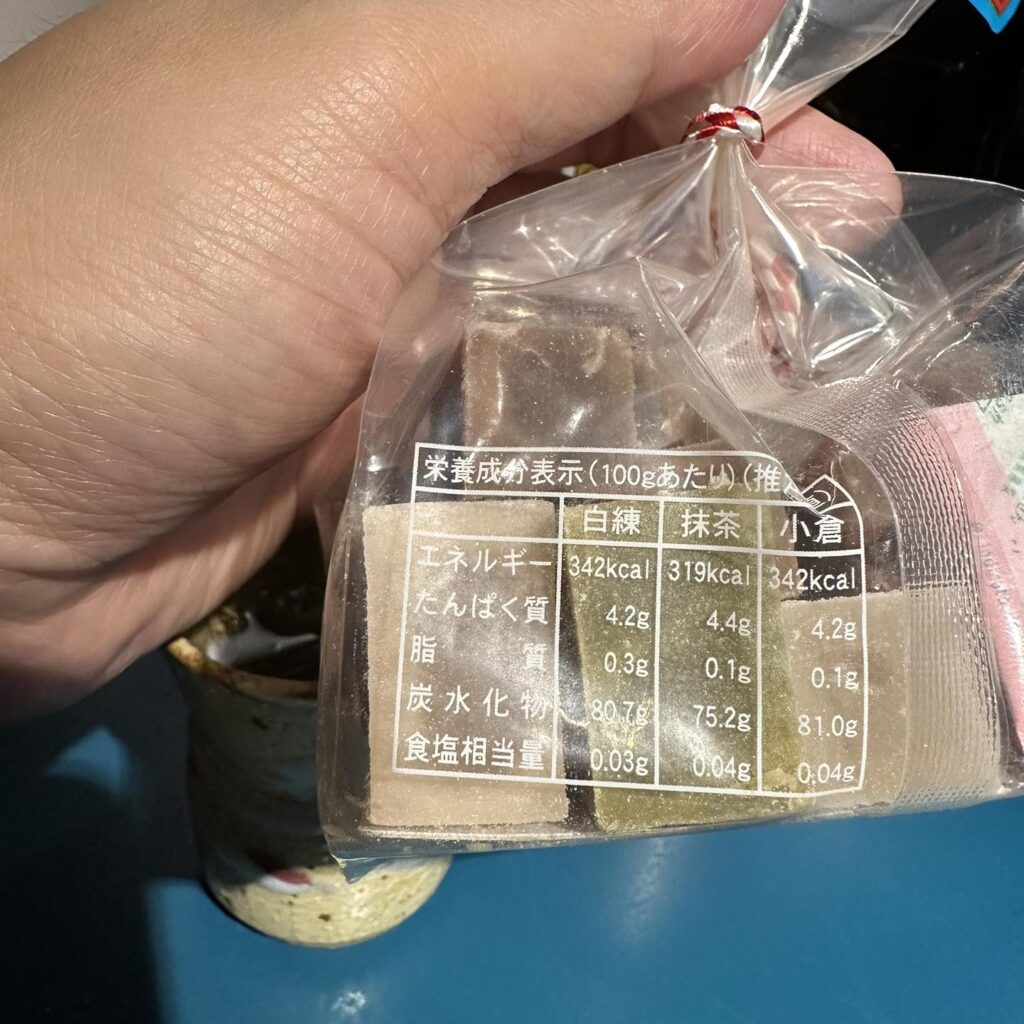 栄養成分表示(100gあたり)(推
白練 抹茶 小倉
エネルギー 342kcal 319kcal 342kcal
たんぱく質 4.2g 4.4g 4.2g
脂質 0.3g 0.1g 0.1g
炭水化物 80.7g 75.2g 81.0g
食塩相当量 0.03g 0.04g 0.04g